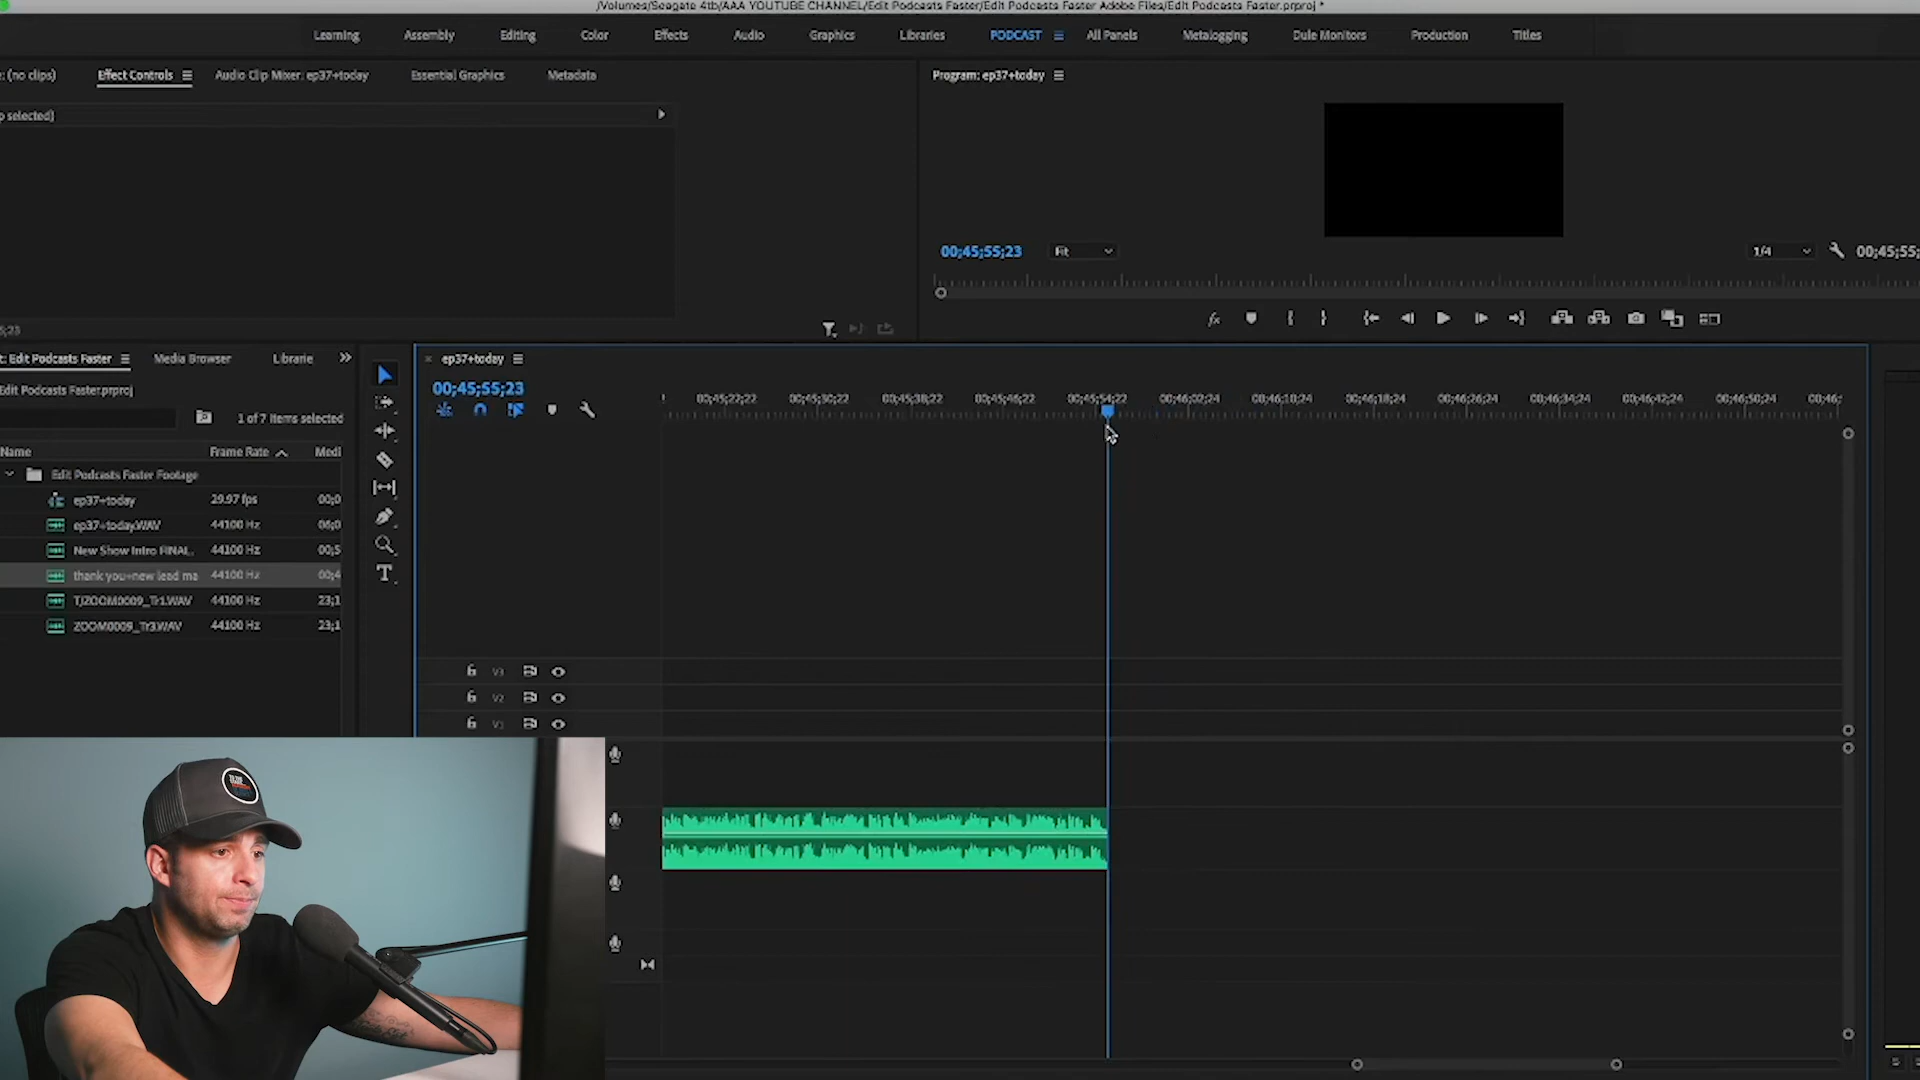 /Volumes/Seagate 4tb/AAA YOUTUBE CHANNEL/Edit Podcasts Faster/Edit Podcasts Faster Adobe Files/Edit Podcasts Faster.prproj *
Learning Assembly Editing Color Effects Audio Graphics Libraries PODCAST All Panels Metalogging Dule Monitors Production Titles
: (no clips) Effect Controls Audio Clip Mixer: ep37+today Essential Graphics Metadata
Program: ep37+today
p selected)
00;45;55;23 Fit 1/4 00;45;55;
5;23
t: Edit Podcasts Faster Media Browser Librarie
ep37+today
Edit Podcasts Faster.prproj
00;45;55;23
00;45;22;22 00;45;30;22 00;45;38;22 00;45;46;22 00;45;54;22 00;46;02;24 00;46;10;24 00;46;18;24 00;46;26;24 00;46;34;24 00;46;42;24 00;46;50;24 00;46;
1 of 7 items selected
Name Frame Rate Medi
Edit Podcasts Faster Footage
ep37+today 29.97 fps 00;0
ep37+today.WAV 44100 Hz 06;0
New Show Intro FINAL. 44100 Hz 00;5
thank you+new lead ma 44100 Hz 00;4
TJZOOM0009_Tr1.WAV 44100 Hz 23;1
ZOOM0009_Tr3.WAV 44100 Hz 23;1
V3
V2
V1
S S